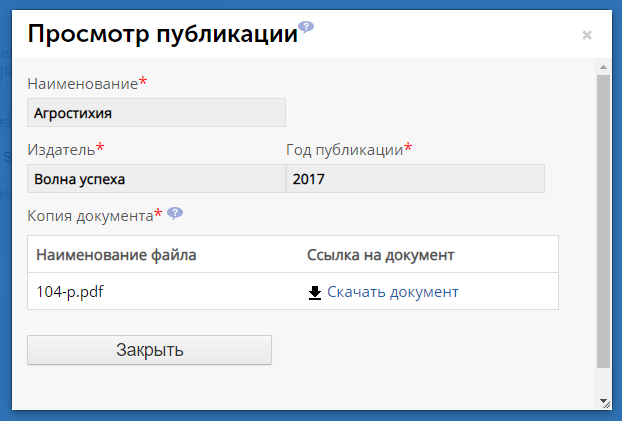 Просмотр публикации ?
Наименование*
Агростихия
Издатель* Год публикации*
Волна успеха 2017
Копия документа* ?
Наименование файла Ссылка на документ
104-p.pdf Скачать документ
Закрыть